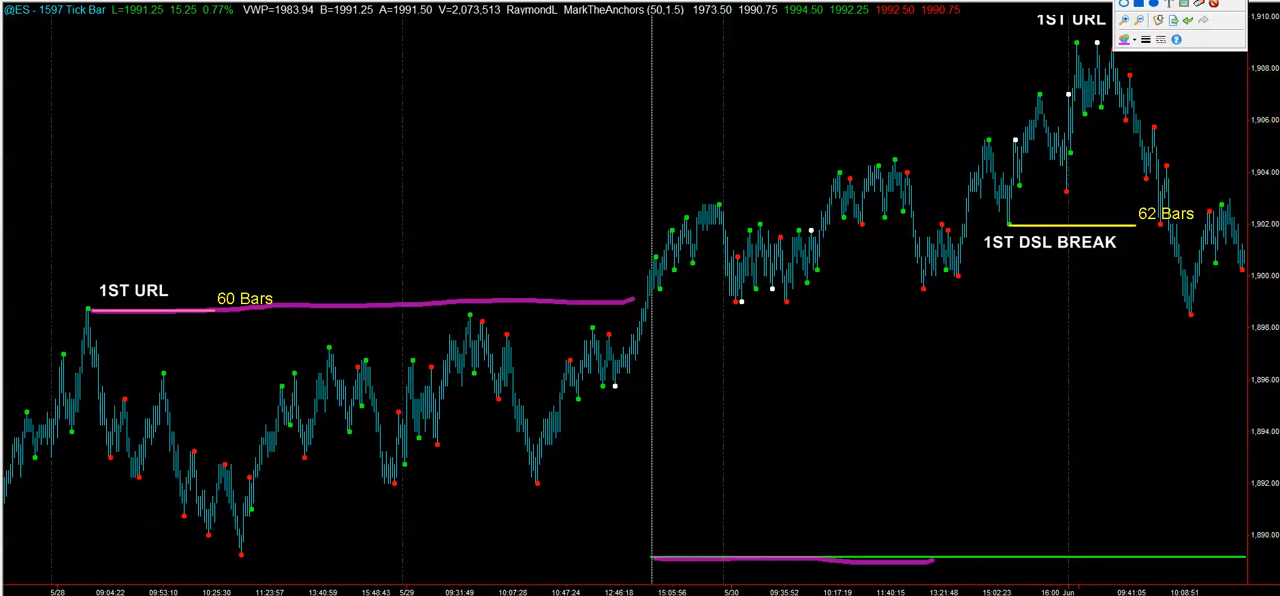 @ES - 1597 Tick Bar L=1991.25 15.25 0.77% VWP=1983.94 B=1991.25 A=1991.50 V=2,073,513 RaymondL MarkTheAnchors (50,1.5) 1973.50 1990.75 1994.50 1992.25 1992.50 1990.75
1ST URL
1,910.00
1,908.00
1,906.00
1,904.00
62 Bars
1,902.00
1ST DSL BREAK
1,900.00
1ST URL
60 Bars
1,898.00
1,896.00
1,894.00
1,892.00
1,890.00
5/28 09:04:22 09:53:10 10:25:30 11:23:57 13:40:59 15:48:43 5/29 09:31:49 10:07:28 10:47:24 12:46:18 15:05:56 5/30 09:35:52 10:17:19 11:40:15 13:21:48 15:02:23 16:00 Jun 09:41:05 10:08:51